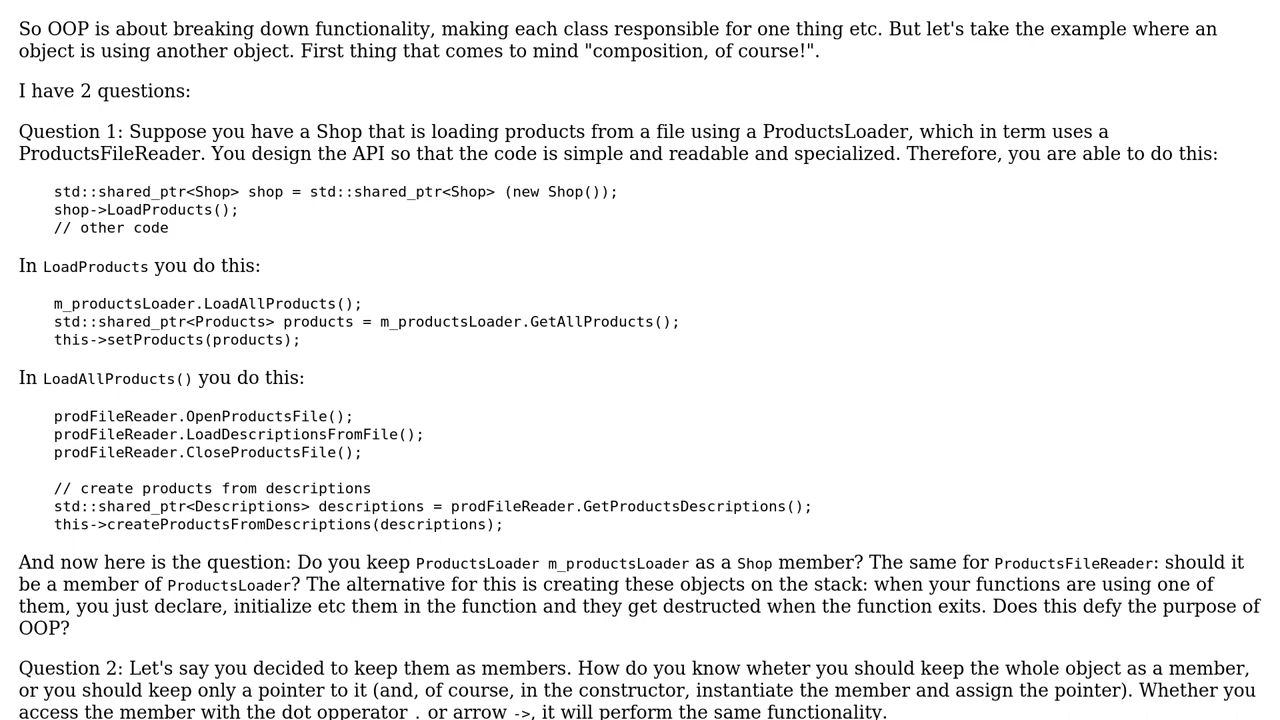 So OOP is about breaking down functionality, making each class responsible for one thing etc. But let's take the example where an
object is using another object. First thing that comes to mind "composition, of course!".
I have 2 questions:
Question 1: Suppose you have a Shop that is loading products from a file using a ProductsLoader, which in term uses a
ProductsFileReader. You design the API so that the code is simple and readable and specialized. Therefore, you are able to do this:
std::shared_ptr<Shop> shop = std::shared_ptr<Shop> (new Shop());
shop->LoadProducts();
// other code
In LoadProducts you do this:
m_productsLoader.LoadAllProducts();
std::shared_ptr<Products> products = m_productsLoader.GetAllProducts();
this->setProducts(products);
In LoadAllProducts() you do this:
prodFileReader.OpenProductsFile();
prodFileReader.LoadDescriptionsFromFile();
prodFileReader.CloseProductsFile();
// create products from descriptions
std::shared_ptr<Descriptions> descriptions = prodFileReader.GetProductsDescriptions();
this->createProductsFromDescriptions(descriptions);
And now here is the question: Do you keep ProductsLoader m_productsLoader as a Shop member? The same for ProductsFileReader: should it
be a member of ProductsLoader? The alternative for this is creating these objects on the stack: when your functions are using one of
them, you just declare, initialize etc them in the function and they get destructed when the function exits. Does this defy the purpose of
OOP?
Question 2: Let's say you decided to keep them as members. How do you know wheter you should keep the whole object as a member,
or you should keep only a pointer to it (and, of course, in the constructor, instantiate the member and assign the pointer). Whether you
access the member with the dot opperator . or arrow ->, it will perform the same functionality.